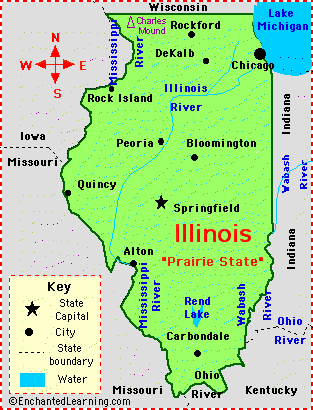 Wisconsin
Lake
Michigan
Charles
Mound
Rockford
N
W
E
S
Mississippi
River
DeKalb
Chicago
Illinois
River
Rock Island
Indiana
Iowa
Peoria
Bloomington
Missouri
Wabash
River
Quincy
Springfield
Illinois
"Prairie State"
Indiana
Alton
Mississippi
River
Rend
Lake
Wabash
River
Ohio
River
Carbondale
Ohio
River
Missouri
Kentucky
Key
State
Capital
City
State
boundary
Water
©EnchantedLearning.com